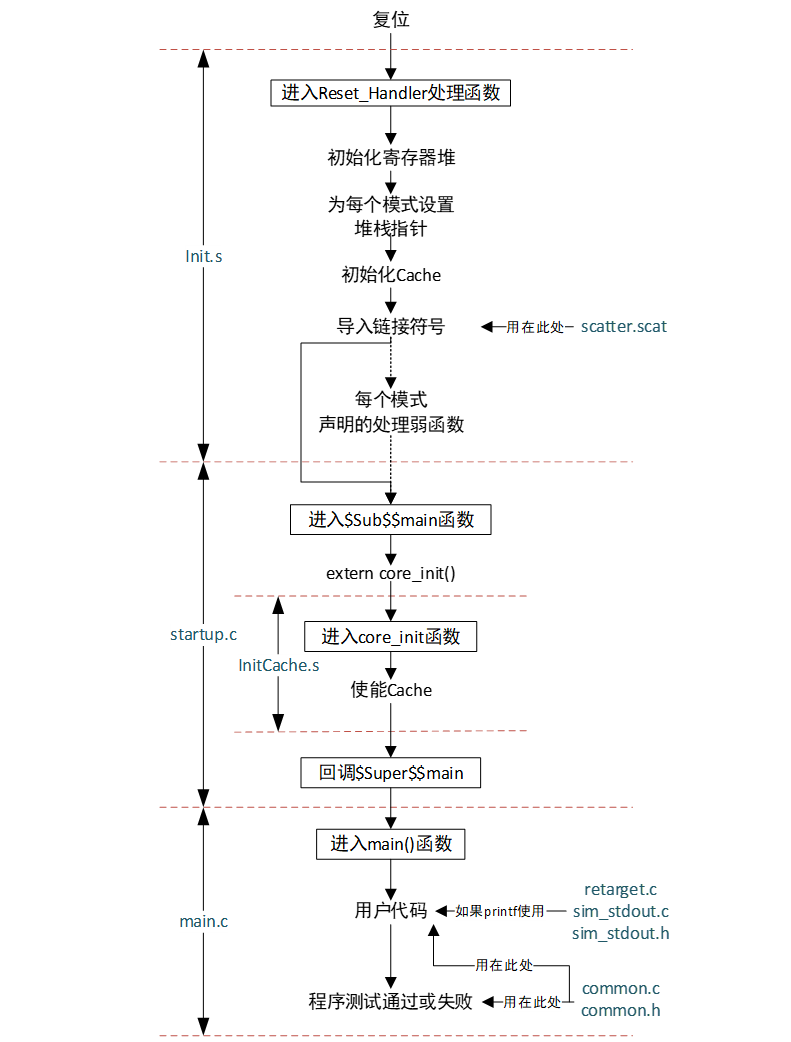 复位
进入Reset_Handler处理函数
初始化寄存器堆
为每个模式设置
堆栈指针
Init.s
初始化Cache
导入链接符号
用在此处
scatter.scat
每个模式
声明的处理弱函数
进入$Sub$$main函数
extern core_init()
startup.c
进入core_init函数
InitCache.s
使能Cache
回调$Super$$main
进入main()函数
retarget.c
用户代码
如果printf使用
sim_stdout.c
main.c
sim_stdout.h
用在此处
common.c
程序测试通过或失败
用在此处
common.h